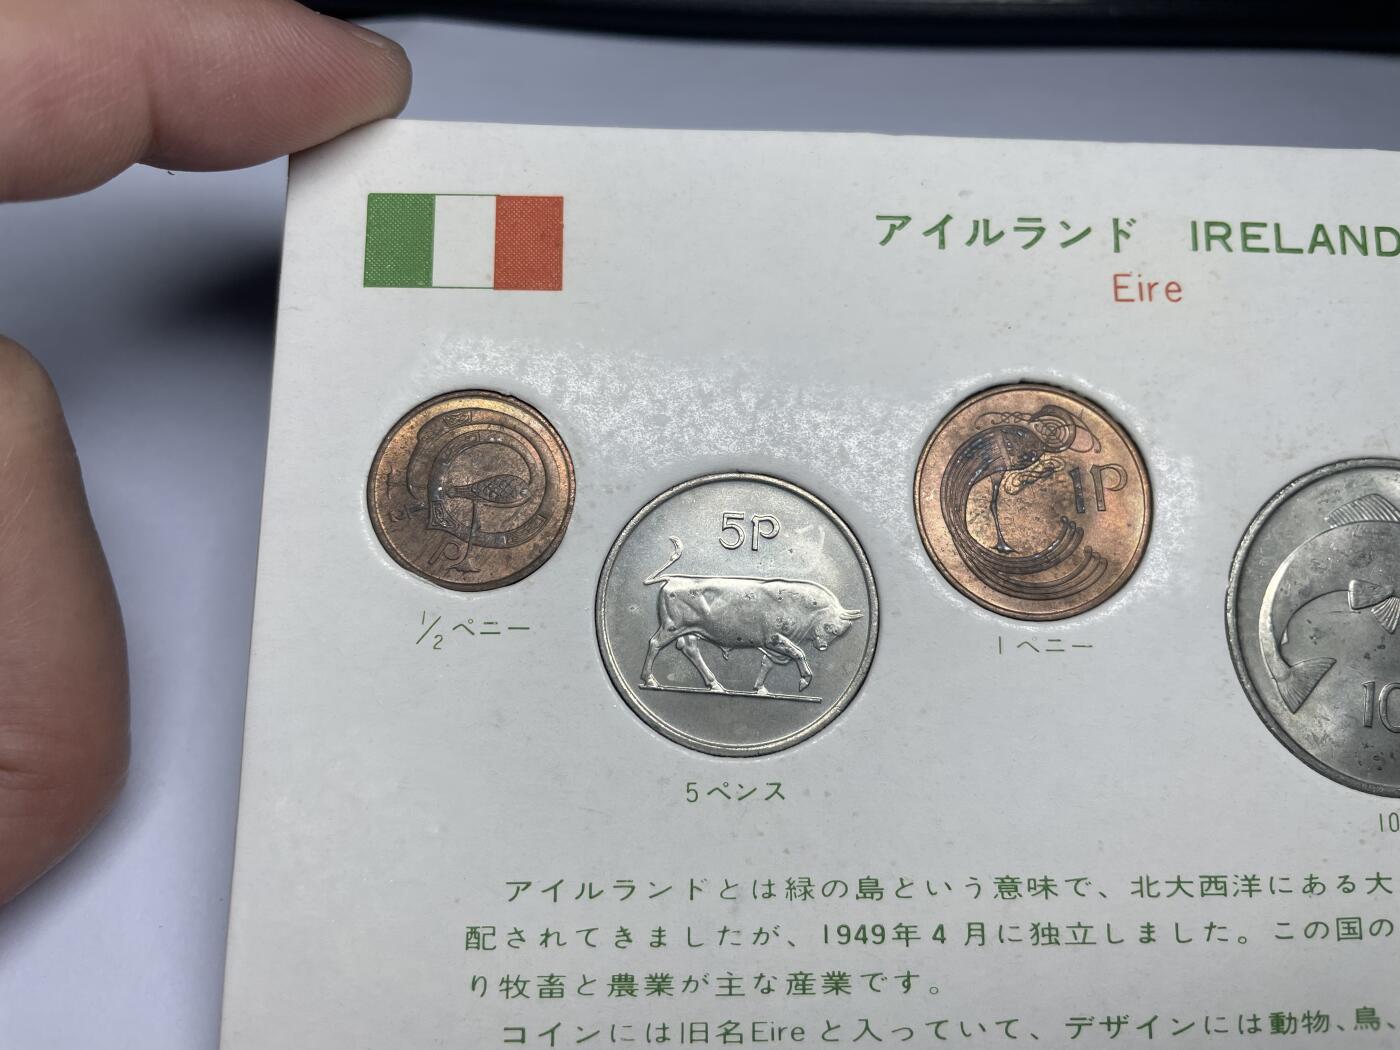 アイルランド IRELAND
Eire
½P
5P
1P
10
½ペニー
1ペニー
5ペンス
10
アイルランドとは緑の島という意味で、北大西洋にある大
配されてきましたが、1949年4月に独立しました。この国の
り牧畜と農業が主な産業です。
コインには旧名Eireと入っていて、デザインには動物、鳥、